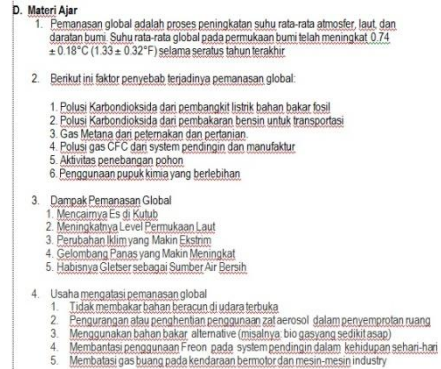 D. Materi Ajar
1. Pemanasan global adalah proses peningkatan suhu rata-rata atmosfer, laut, dan
daratan bumi. Suhu rata-rata global pada permukaan bumi telah meningkat 0.74
± 0.18°C (1.33 ± 0.32°F) selama seratus tahun terakhir
2. Berikut ini faktor penyebab terjadinya pemanasan global:
1. Polusi Karbondioksida dari pembangkit listrik bahan bakar fosil
2. Polusi Karbondioksida dari pembakaran bensin untuk transportasi
3. Gas Metana dari peternakan dan pertanian.
4. Polusi gas CFC dari system pendingin dan manufaktur
5. Aktivitas penebangan pohon
6. Penggunaan pupuk kimia yang berlebihan
3. Dampak Pemanasan Global
1. Mencairnya Es di Kutub
2. Meningkatnya Level Permukaan Laut
3. Perubahan Iklim yang Makin Ekstrim
4. Gelombang Panas yang Makin Meningkat
5. Habisnya Gletser sebagai Sumber Air Bersih
4. Usaha mengatasi pemanasan global
1. Tidak membakar bahan beracun di udara terbuka
2. Pengurangan atau penghentian penggunaan zat aerosol dalam penyemprotan ruang
3. Menggunakan bahan bakar alternative (misalnya: bio gasyang sedikit asap)
4. Membantasi penggunaan Freon pada system pendingin dalam kehidupan sehari-hari
5. Membatasi gas buang pada kendaraan bermotor dan mesin-mesin industry